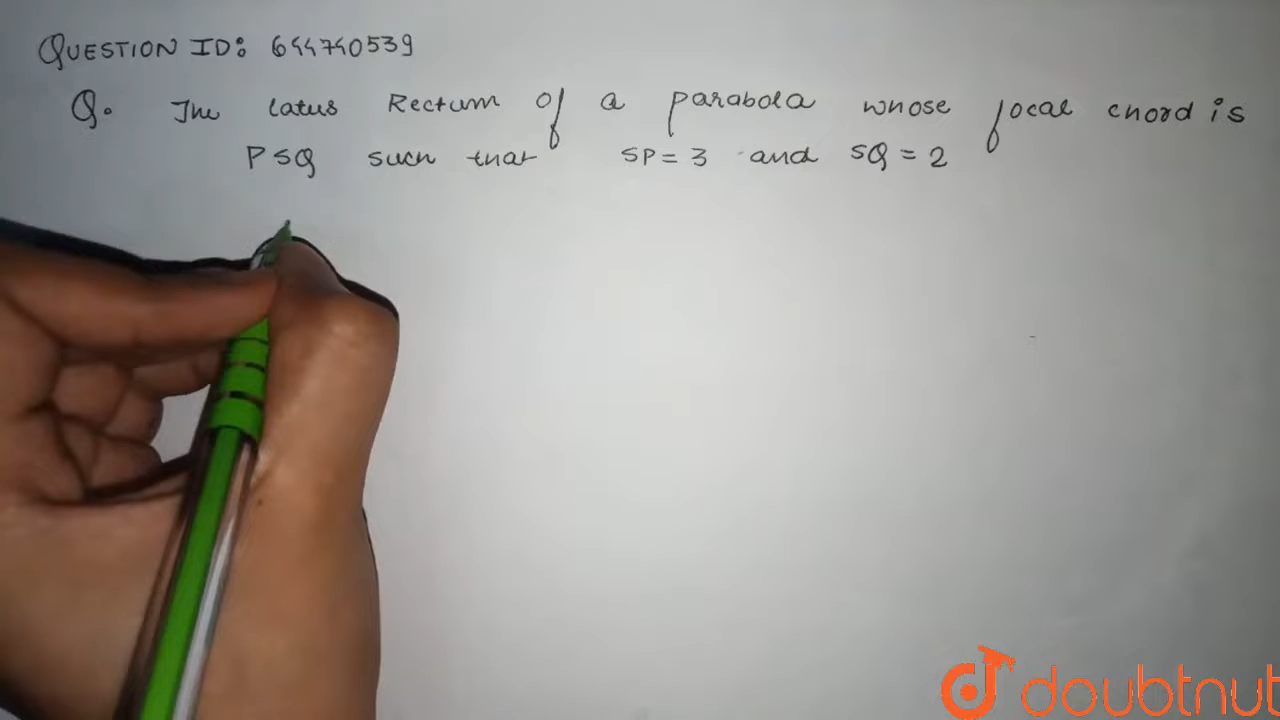 QUESTION ID: 644740539
Q. The latus Rectum of a parabola whose focal chord is
PSQ such that SP = 3 and SQ = 2
doubtnut